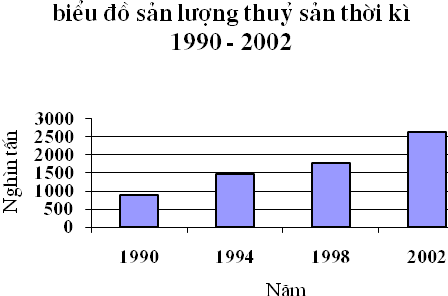 biểu đồ sản lượng thuỷ sản thời kì
1990 - 2002
Nghìn tấn
3000
2500
2000
1500
1000
500
0
1990 1994 1998 2002
Năm